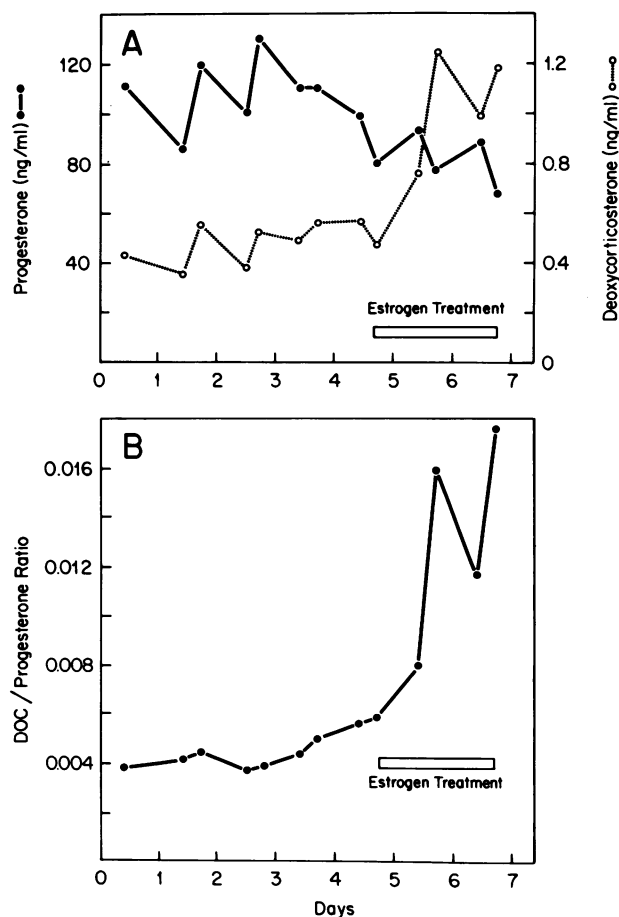 A
Progesterone (ng/ml)
120
80
40
1.2
0.8
0.4
0
Deoxycorticosterone (ng/ml)
Estrogen Treatment
0 1 2 3 4 5 6 7
B
DOC/Progesterone Ratio
0.016
0.012
0.008
0.004
Estrogen Treatment
0 1 2 3 4 5 6 7
Days